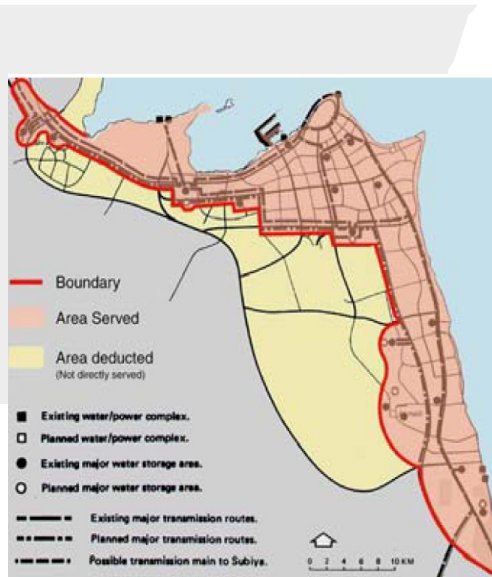 Boundary
Area Served
Area deducted
(Not directly served)
Existing water/power complex.
Planned water/power complex.
Existing major water storage area.
Planned major water storage area.
Existing major transmission routes.
Planned major transmission routes.
Possible transmission main to Subiya.
0 2 4 6 8 10 KM